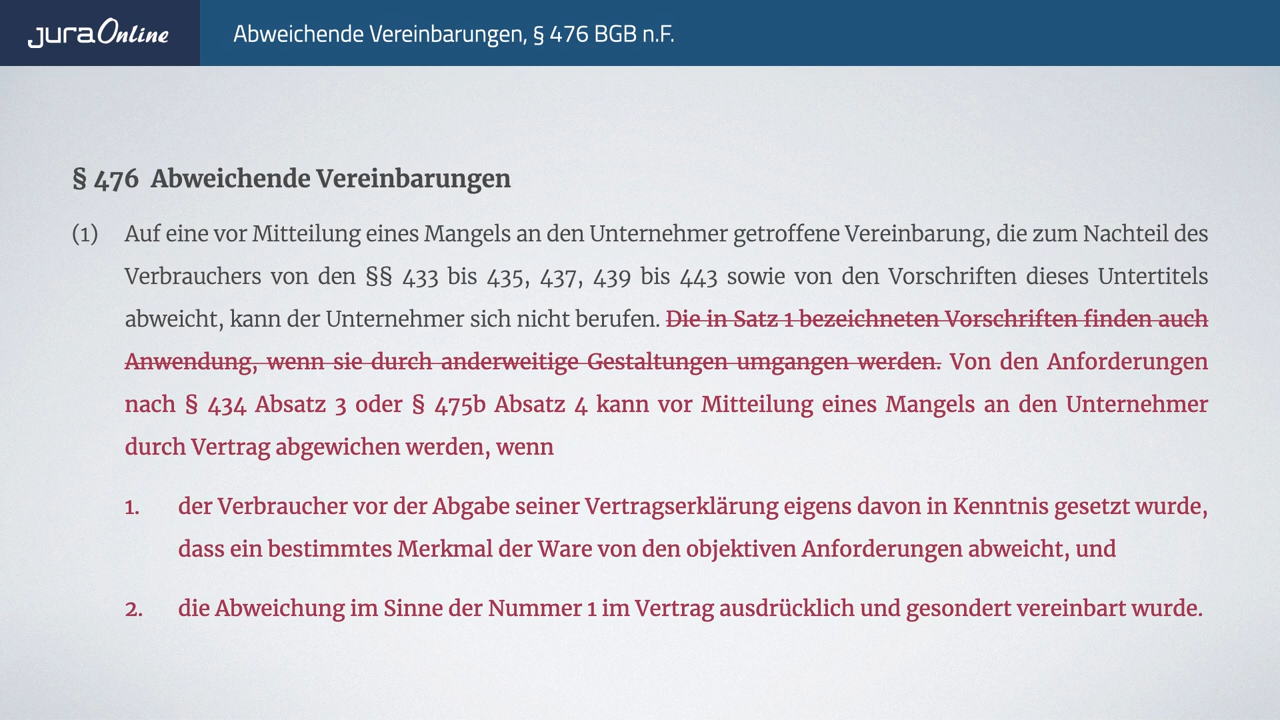 juraOnline
Abweichende Vereinbarungen, § 476 BGB n.F.
§ 476 Abweichende Vereinbarungen
(1) Auf eine vor Mitteilung eines Mangels an den Unternehmer getroffene Vereinbarung, die zum Nachteil des
Verbrauchers von den §§ 433 bis 435, 437, 439 bis 443 sowie von den Vorschriften dieses Untertitels
abweicht, kann der Unternehmer sich nicht berufen. Die in Satz 1 bezeichneten Vorschriften finden auch
Anwendung, wenn sie durch anderweitige Gestaltungen umgangen werden. Von den Anforderungen
nach § 434 Absatz 3 oder § 475b Absatz 4 kann vor Mitteilung eines Mangels an den Unternehmer
durch Vertrag abgewichen werden, wenn
1. der Verbraucher vor der Abgabe seiner Vertragserklärung eigens davon in Kenntnis gesetzt wurde,
dass ein bestimmtes Merkmal der Ware von den objektiven Anforderungen abweicht, und
2. die Abweichung im Sinne der Nummer 1 im Vertrag ausdrücklich und gesondert vereinbart wurde.